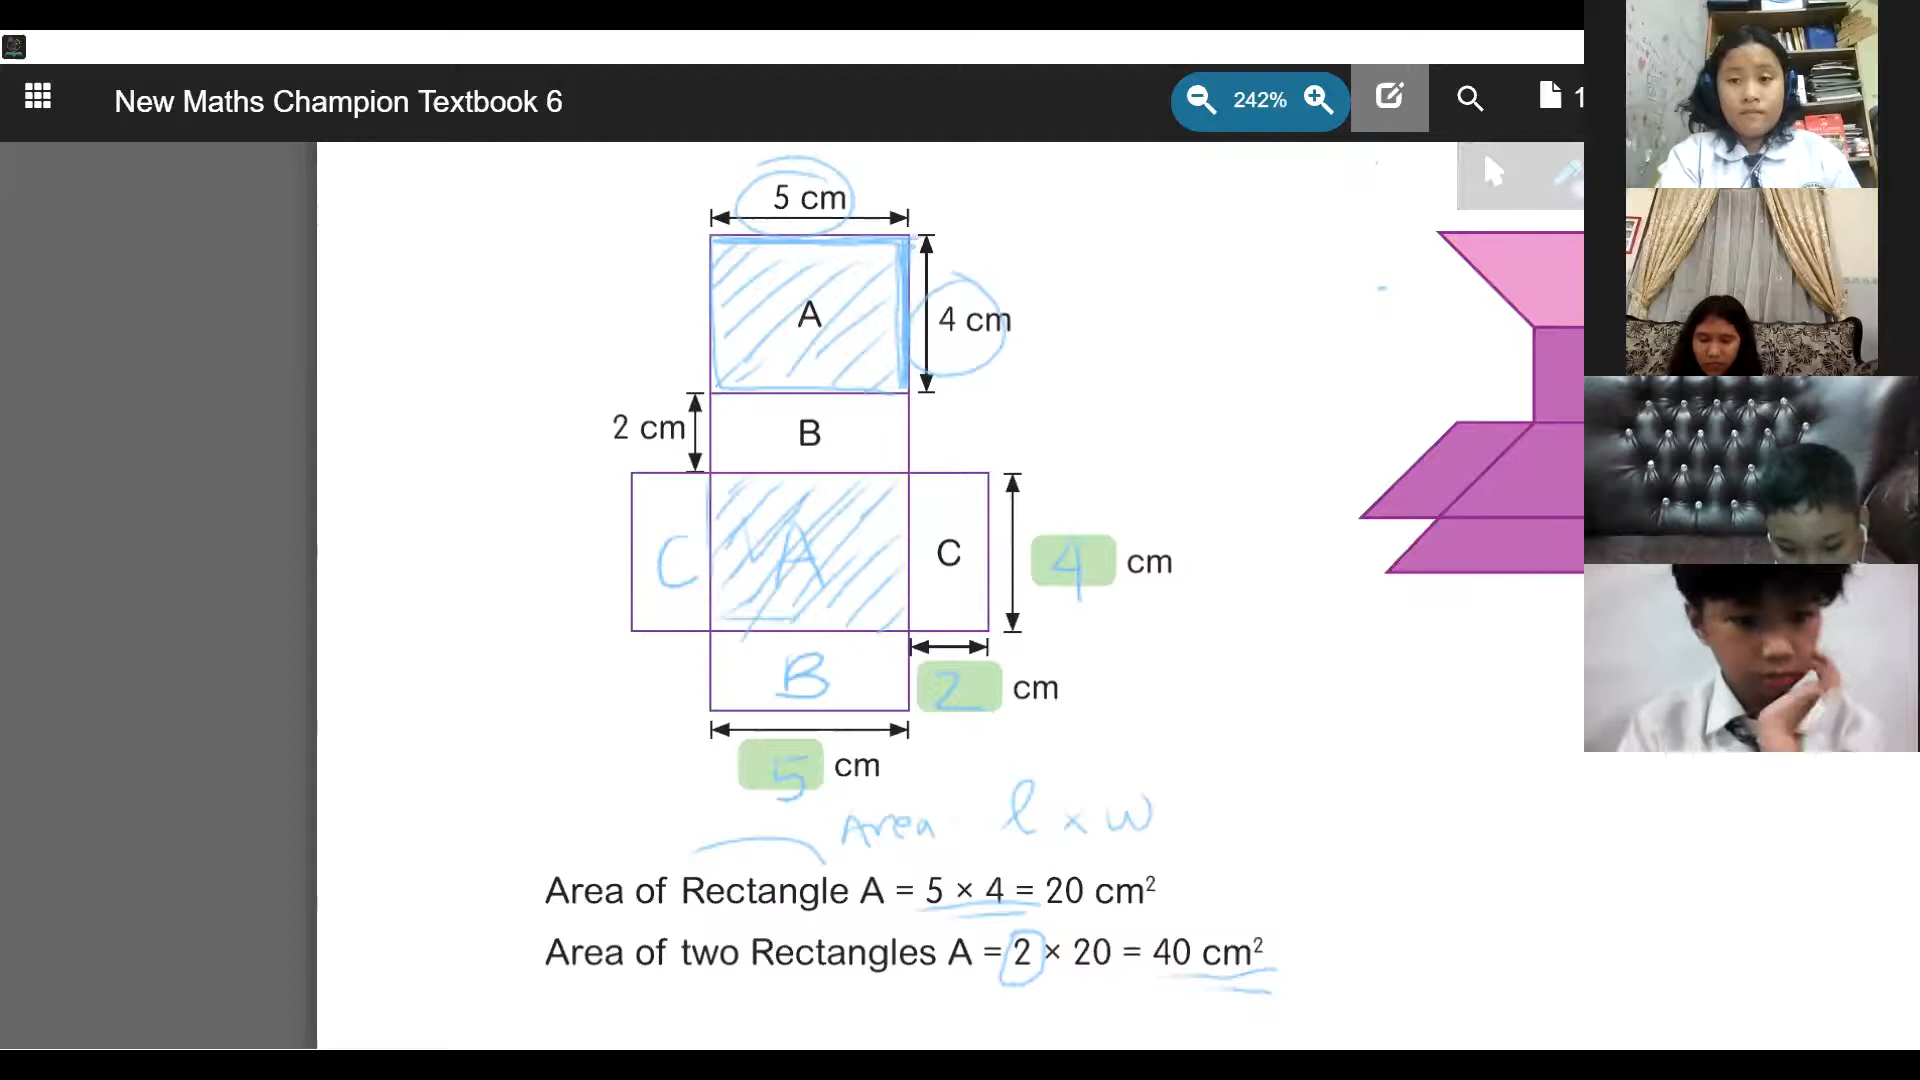 New Maths Champion Textbook 6
242%
1
5 cm
A
4 cm
2 cm
B
C
A
C
4 cm
B
2 cm
5 cm
Area l x w
Area of Rectangle A = 5 × 4 = 20 cm²
Area of two Rectangles A = 2 × 20 = 40 cm²